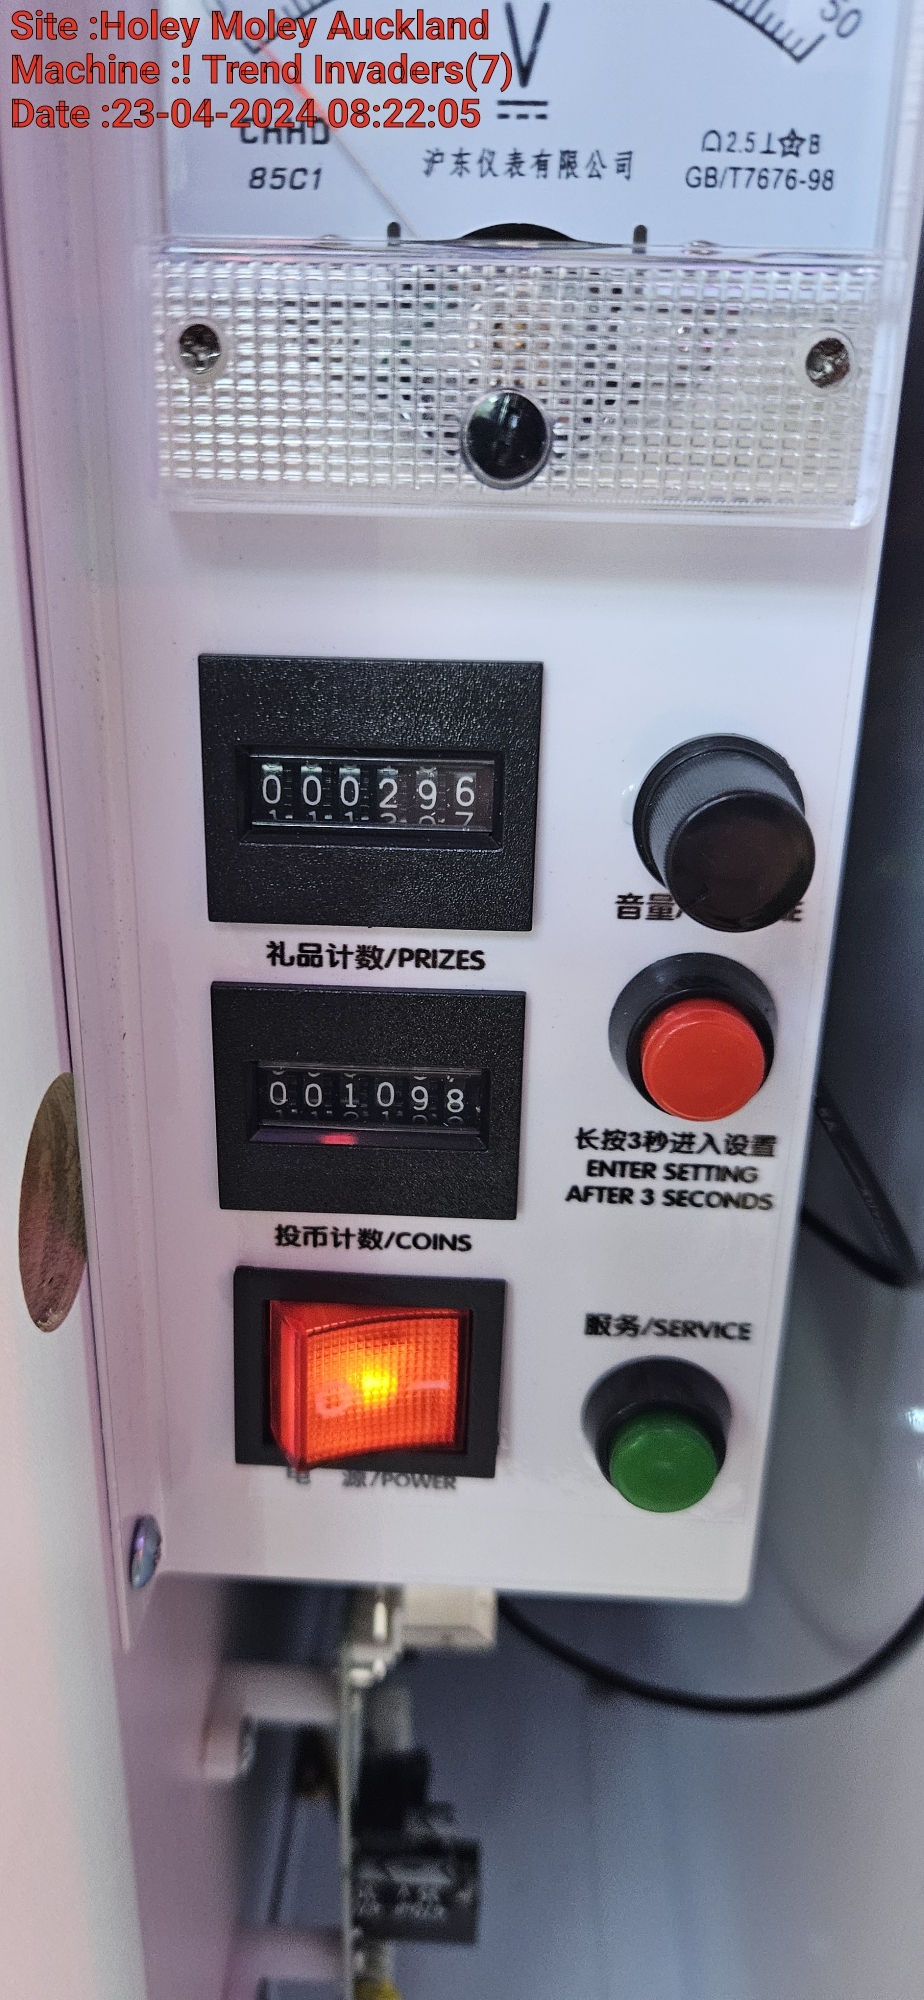 Site :Holey Moley Auckland
Machine :! Trend Invaders(7)
Date :23-04-2024 08:22:05
50
V
85C1
沪东仪表有限公司
2.5
B
GB/T7676-98
000296
礼品计数/PRIZES
音量/
001098
投币计数/COINS
长按3秒进入设置
ENTER SETTING
AFTER 3 SECONDS
服务/SERVICE
电 源/POWER